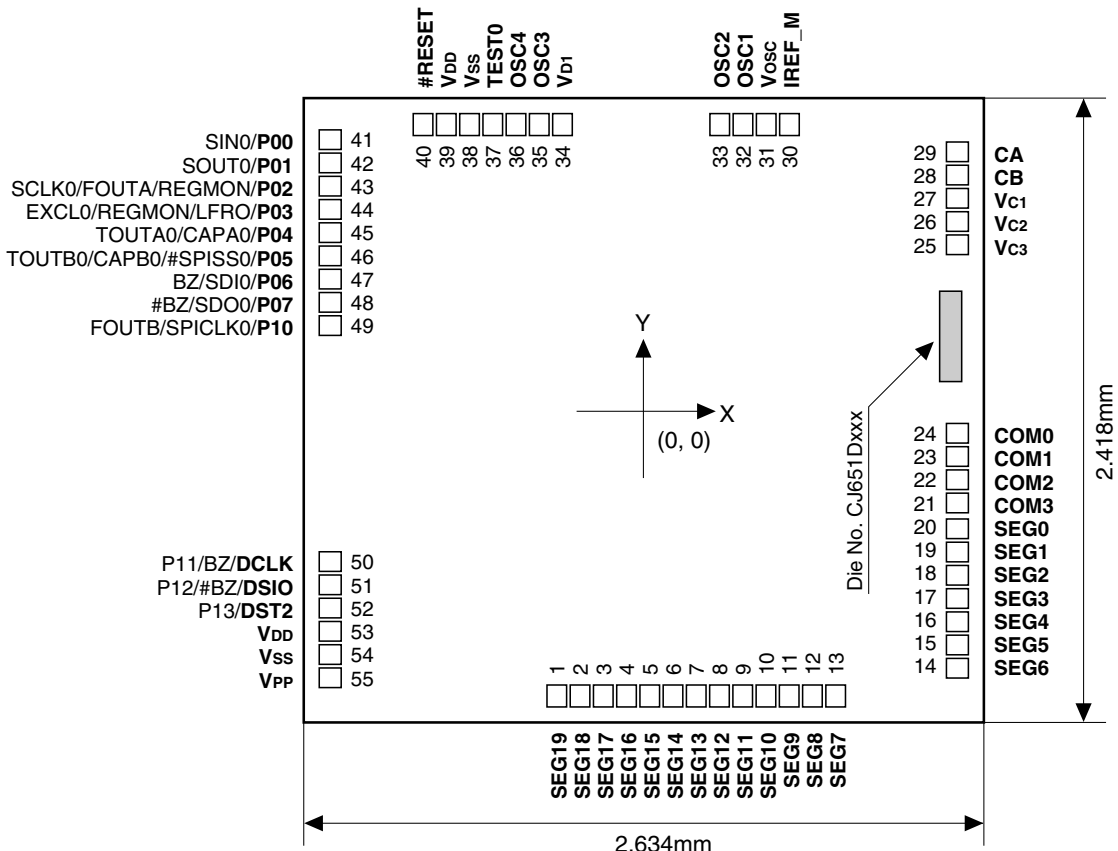 #RESET
VDD
VSS
TEST0
OSC4
OSC3
VD1
OSC2
OSC1
VOSC
IREF_M
40
39
38
37
36
35
34
33
32
31
30
SIN0/P00 41
SOUT0/P01 42
SCLK0/FOUTA/REGMON/P02 43
EXCL0/REGMON/LFRO/P03 44
TOUTA0/CAPA0/P04 45
TOUTB0/CAPB0/#SPISS0/P05 46
BZ/SDI0/P06 47
#BZ/SDO0/P07 48
FOUTB/SPICLK0/P10 49
29 CA
28 CB
27 VC1
26 VC2
25 VC3
Y
X
(0, 0)
Die No. CJ651Dxxx
2.418mm
24 COM0
23 COM1
22 COM2
21 COM3
20 SEG0
19 SEG1
18 SEG2
17 SEG3
16 SEG4
15 SEG5
14 SEG6
P11/BZ/DCLK 50
P12/#BZ/DSIO 51
P13/DST2 52
VDD 53
VSS 54
VPP 55
1
2
3
4
5
6
7
8
9
10
11
12
13
SEG19
SEG18
SEG17
SEG16
SEG15
SEG14
SEG13
SEG12
SEG11
SEG10
SEG9
SEG8
SEG7
2.634mm